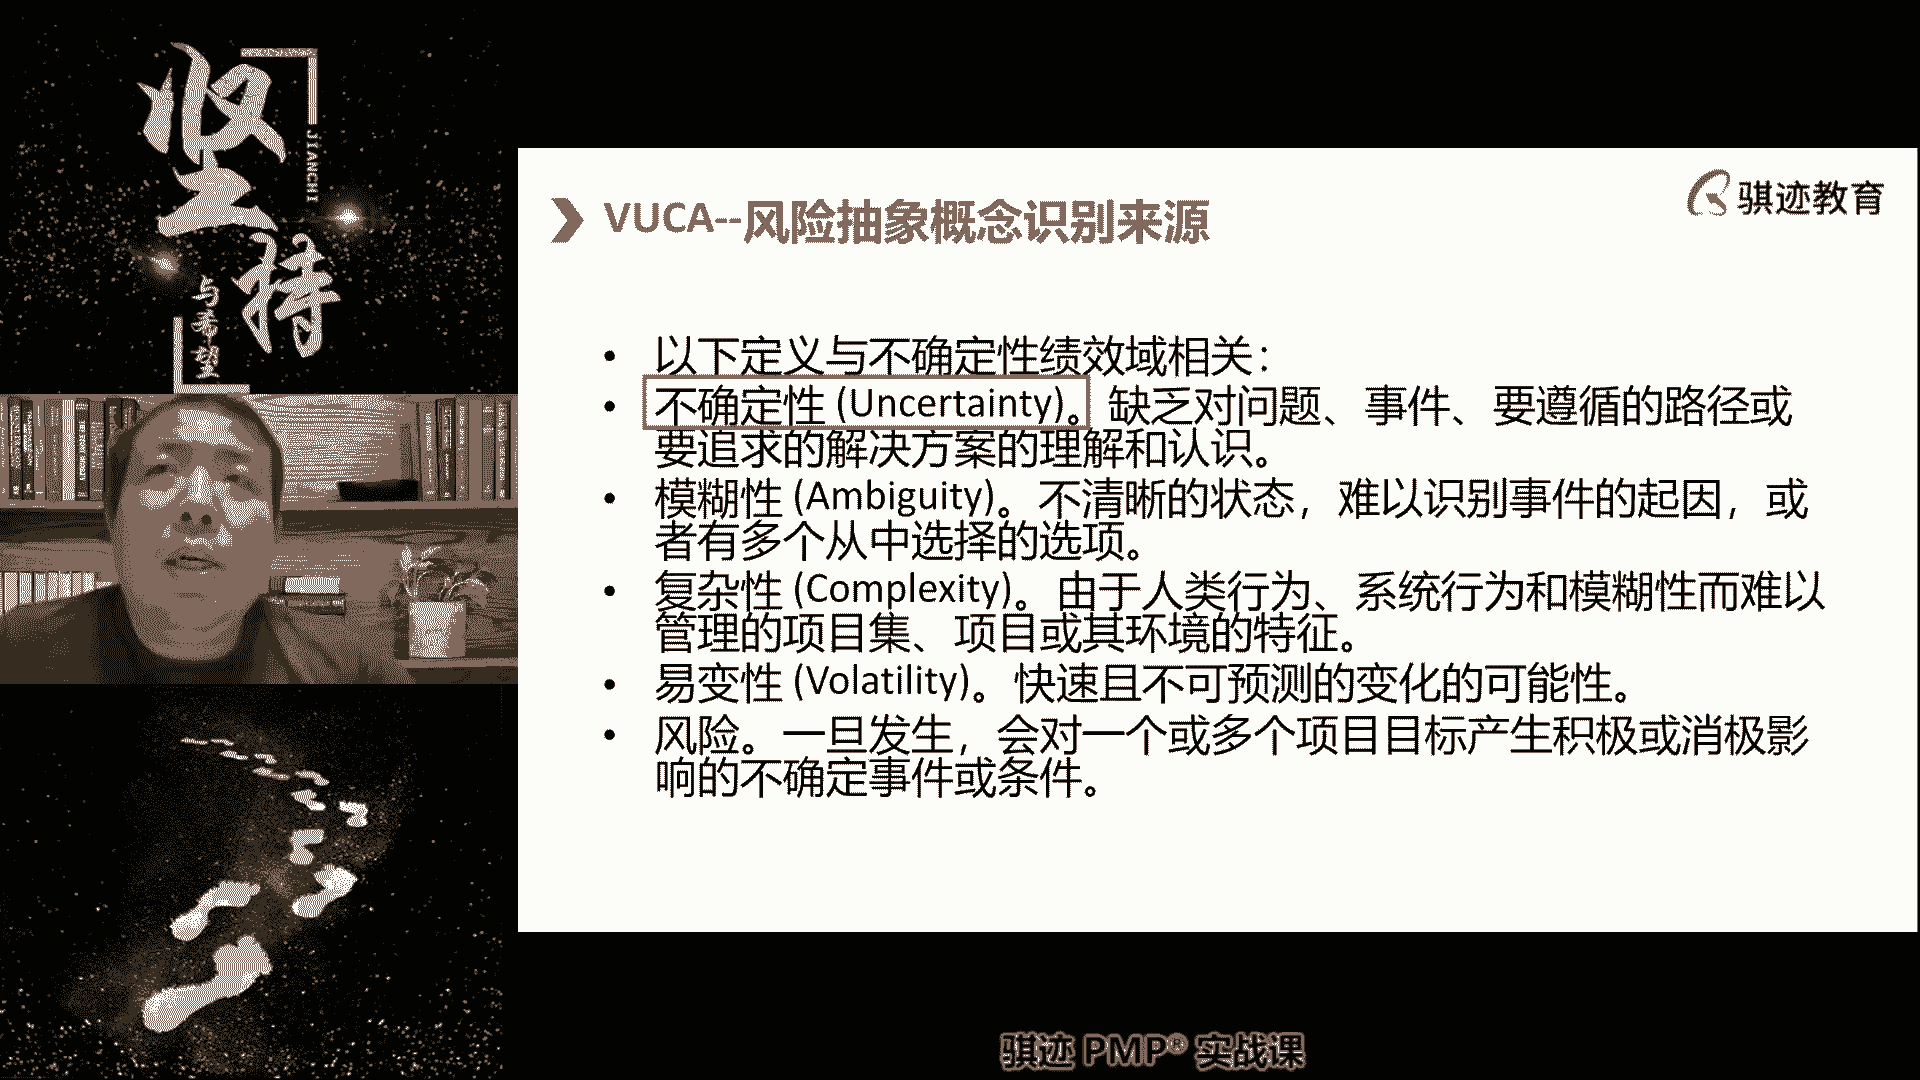 坚持
JIANCHI
与希望
骐迹教育
VUCA--风险抽象概念识别来源
• 以下定义与不确定性绩效域相关：
• 不确定性 (Uncertainty)。缺乏对问题、事件、要遵循的路径或
要追求的解决方案的理解和认识。
• 模糊性 (Ambiguity)。不清晰的状态，难以识别事件的起因，或
者有多个从中选择的选项。
• 复杂性 (Complexity)。由于人类行为、系统行为和模糊性而难以
管理的项目集、项目或其环境的特征。
• 易变性 (Volatility)。快速且不可预测的变化的可能性。
• 风险。一旦发生，会对一个或多个项目目标产生积极或消极影
响的不确定事件或条件。
骐迹 PMP® 实战课